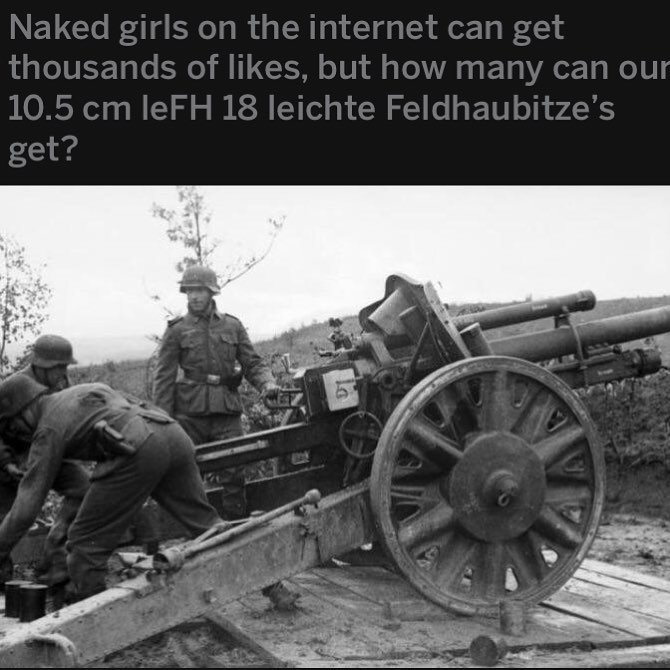 Naked girls on the internet can get
thousands of likes, but how many can our
10.5 cm leFH 18 leichte Feldhaubitze’s
get?